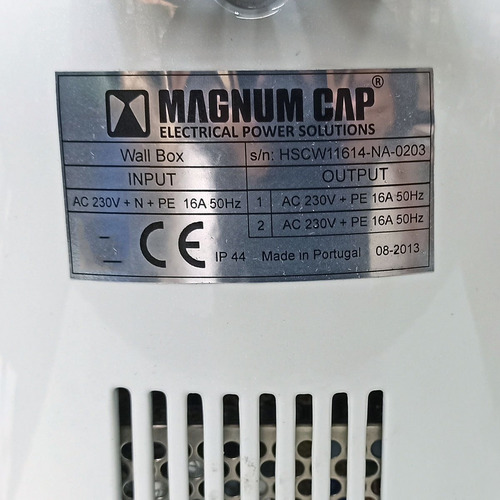 MAGNUM CAP®
ELECTRICAL POWER SOLUTIONS
Wall Box s/n: HSCW11614-NA-0203
INPUT OUTPUT
AC 230V + N + PE 16A 50Hz 1 AC 230V + PE 16A 50Hz
2 AC 230V + PE 16A 50Hz
CE IP 44 Made in Portugal 08-2013